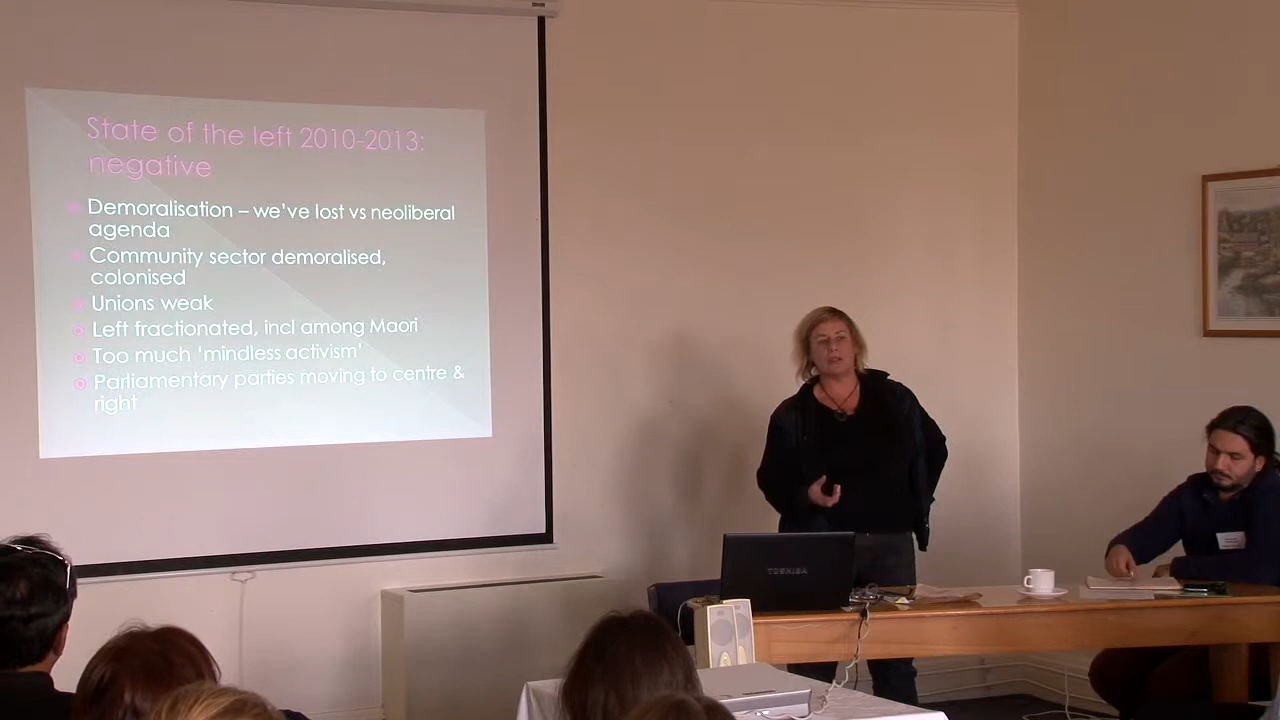 State of the left 2010-2013:
negative
Demoralisation – we've lost vs neoliberal
agenda
Community sector demoralised,
colonised
Unions weak
Left fractionated, incl among Maori
Too much 'mindless activism'
Parliamentary parties moving to centre &
right
TOSHIBA